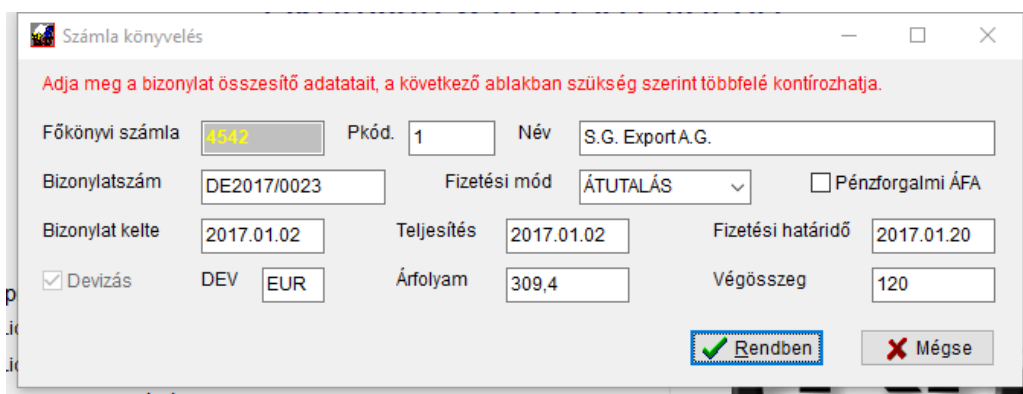 Számla könyvelés
Adja meg a bizonylat összesítő adatatait, a következő ablakban szükség szerint többfelé kontírozhatja.
Főkönyvi számla 4542 Pkód. 1 Név S.G. Export A.G.
Bizonylatszám DE2017/0023 Fizetési mód ÁTUTALÁS Pénzforgalmi ÁFA
Bizonylat kelte 2017.01.02 Teljesítés 2017.01.02 Fizetési határidő 2017.01.20
Devizás DEV EUR Árfolyam 309,4 Végösszeg 120
Rendben Mégse